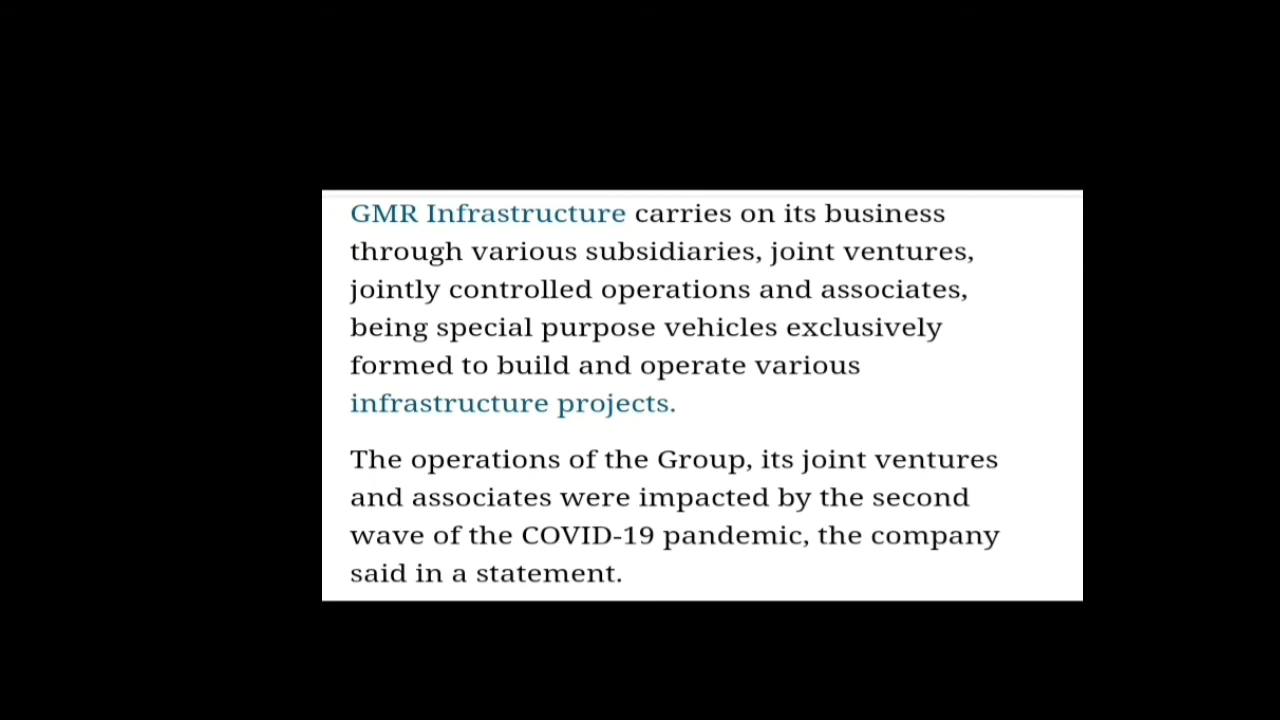 GMR Infrastructure carries on its business
through various subsidiaries, joint ventures,
jointly controlled operations and associates,
being special purpose vehicles exclusively
formed to build and operate various
infrastructure projects.
The operations of the Group, its joint ventures
and associates were impacted by the second
wave of the COVID-19 pandemic, the company
said in a statement.